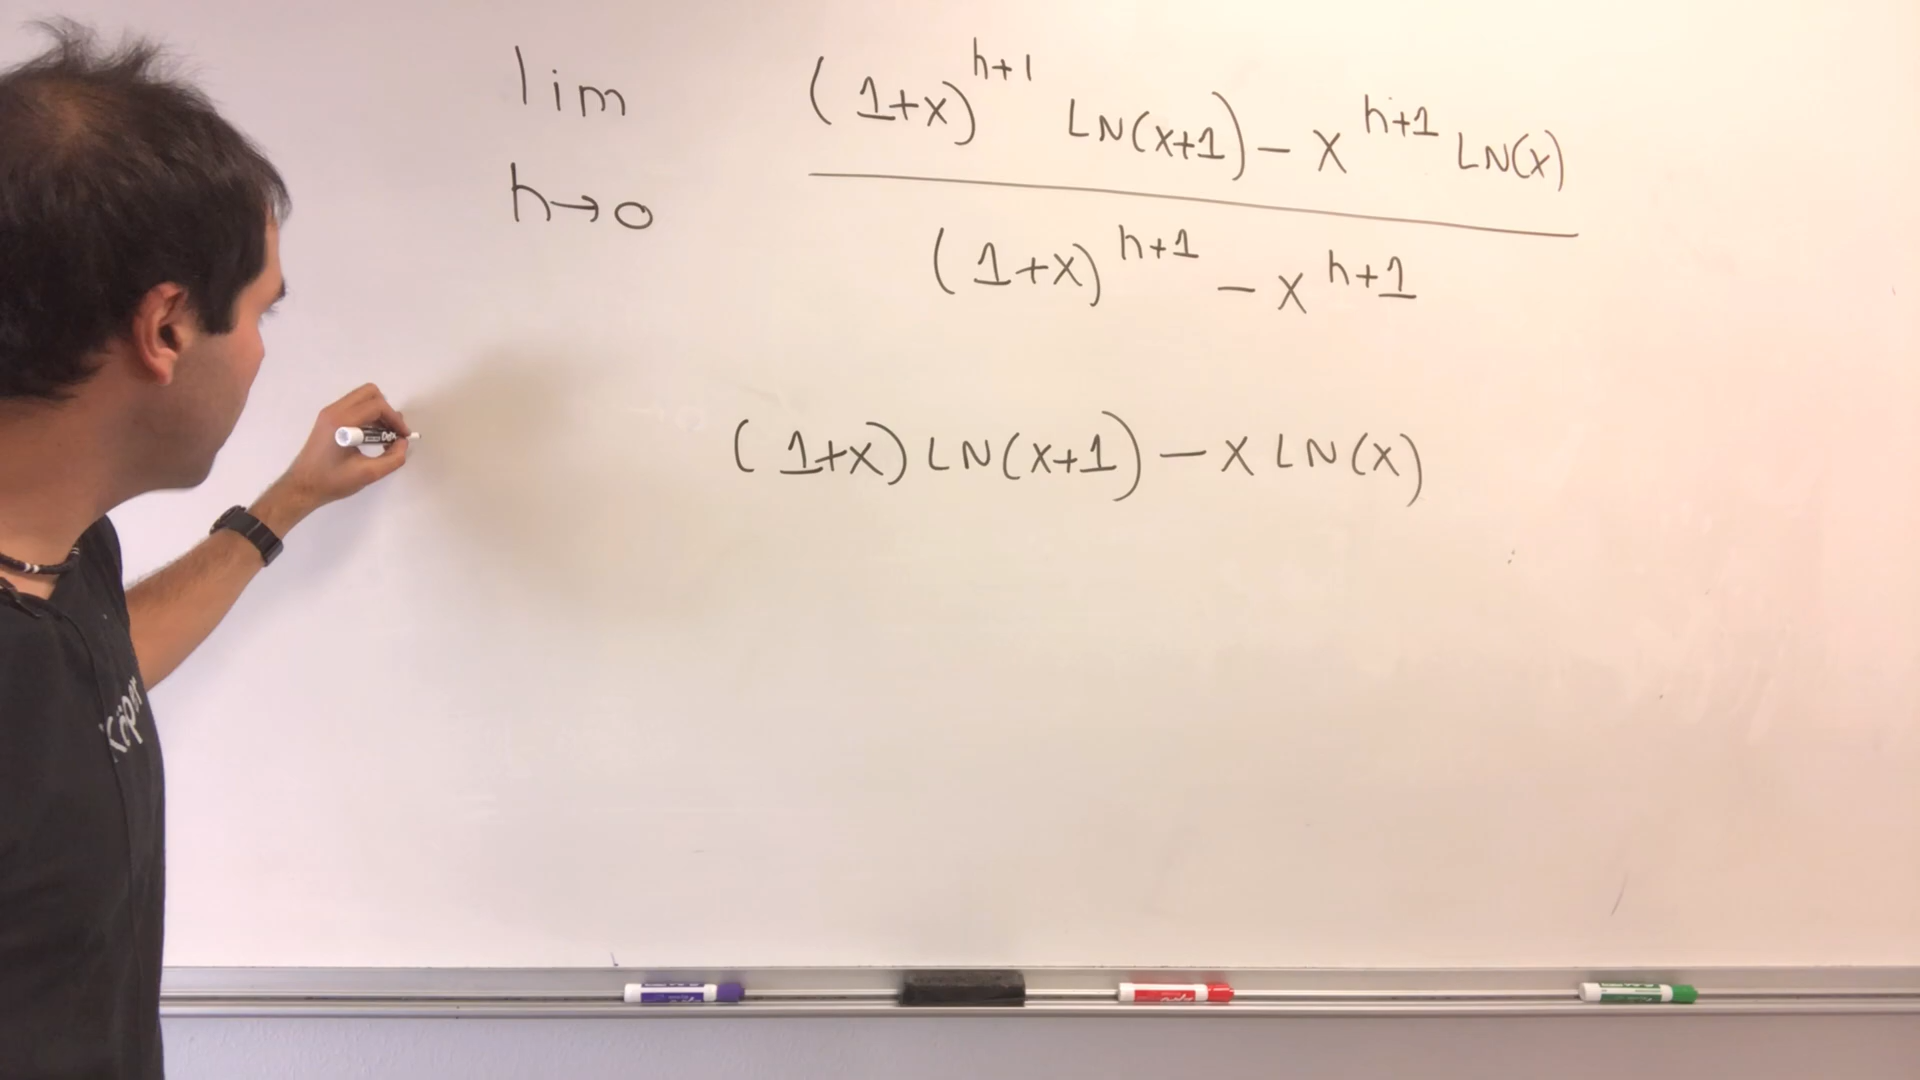 lim (1+x)^{h+1} LN(x+1) - x^{h+1} LN(x)
h→0 (1+x)^{h+1} - x^{h+1}
(1+x) LN(x+1) - x LN(x)